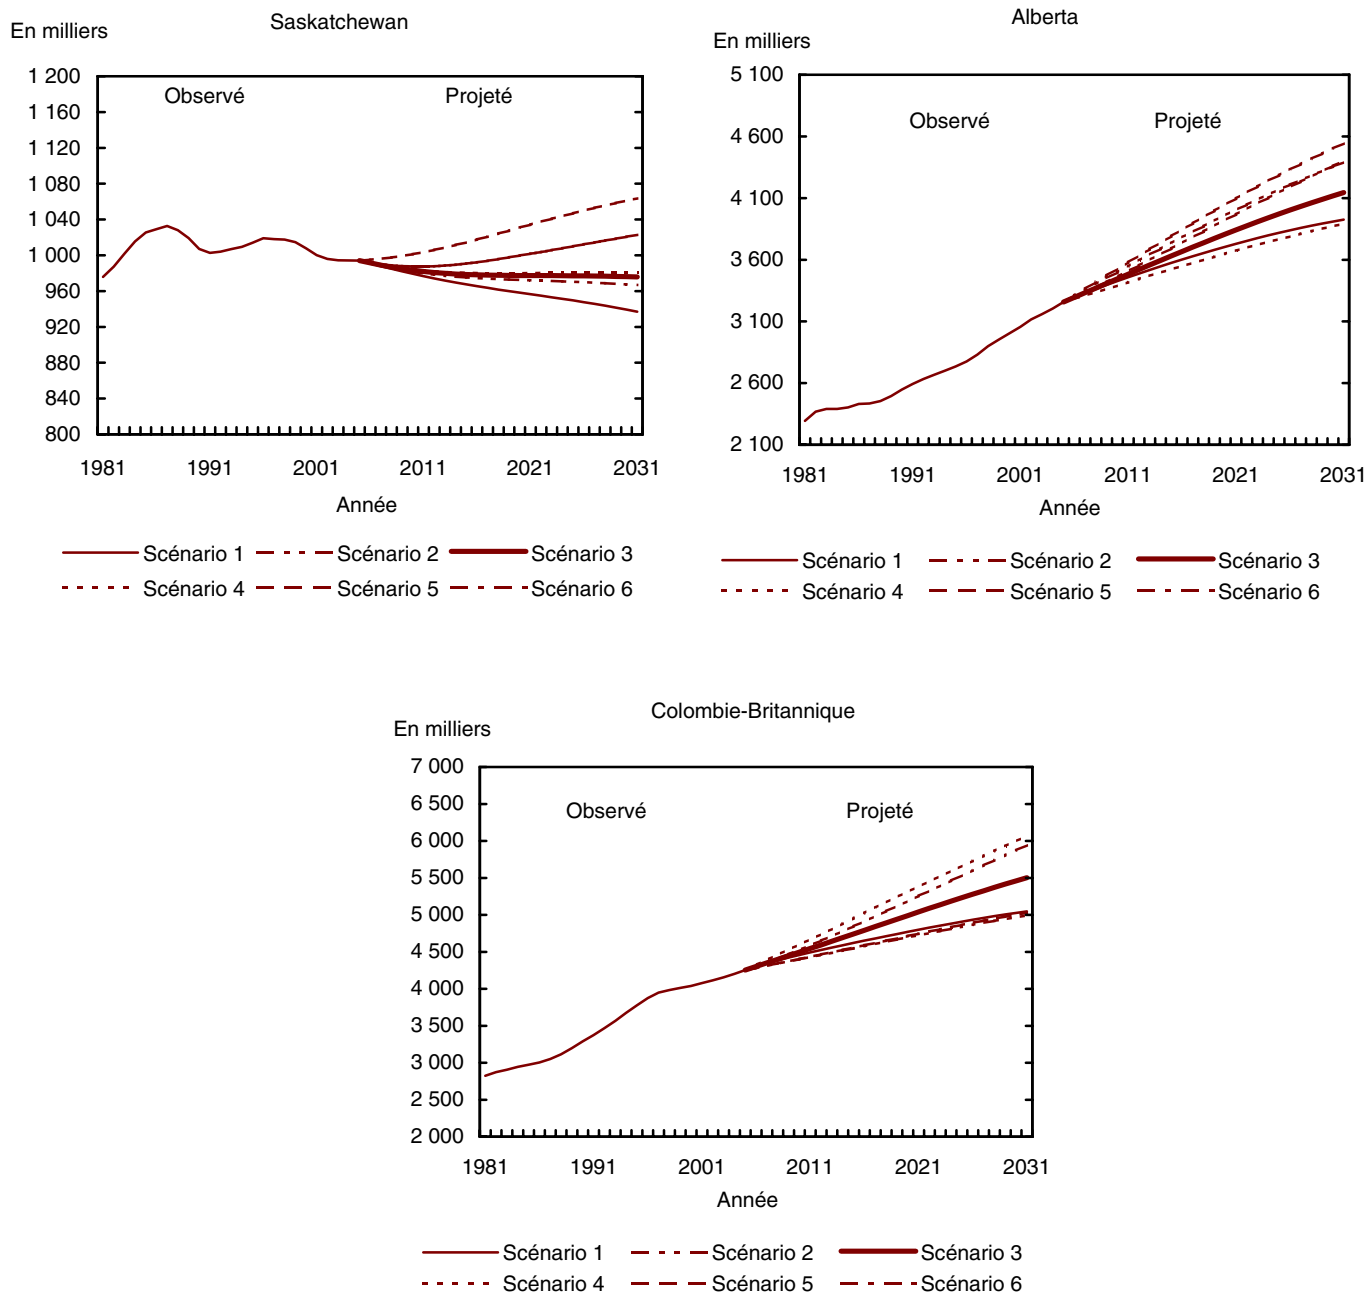 Saskatchewan
En milliers
1 200
1 160
1 120
1 080
1 040
1 000
960
920
880
840
800
Observé
Projeté
1981
1991
2001
2011
2021
2031
Année
Scénario 1
Scénario 2
Scénario 3
Scénario 4
Scénario 5
Scénario 6
Alberta
En milliers
5 100
4 600
4 100
3 600
3 100
2 600
2 100
Observé
Projeté
1981
1991
2001
2011
2021
2031
Année
Scénario 1
Scénario 2
Scénario 3
Scénario 4
Scénario 5
Scénario 6
Colombie-Britannique
En milliers
7 000
6 500
6 000
5 500
5 000
4 500
4 000
3 500
3 000
2 500
2 000
Observé
Projeté
1981
1991
2001
2011
2021
2031
Année
Scénario 1
Scénario 2
Scénario 3
Scénario 4
Scénario 5
Scénario 6